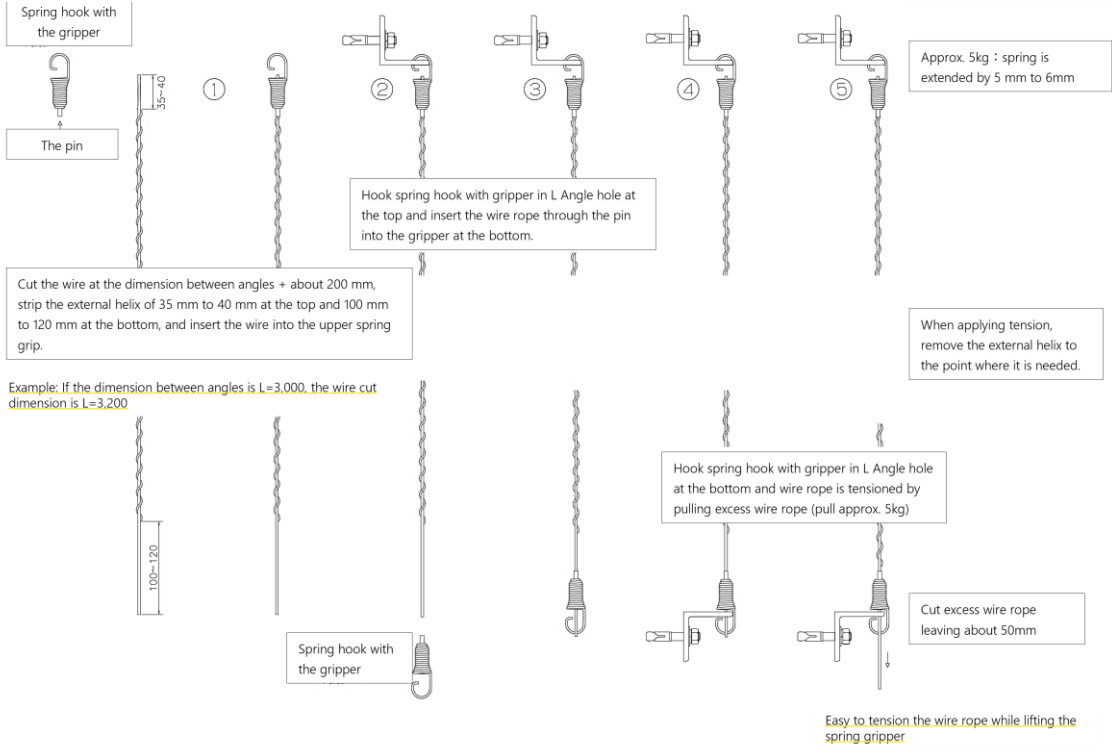 Spring hook with
the gripper
The pin
35~40
①
②
③
④
⑤
Approx. 5kg：spring is
extended by 5 mm to 6mm
Hook spring hook with gripper in L Angle hole at
the top and insert the wire rope through the pin
into the gripper at the bottom.
Cut the wire at the dimension between angles + about 200 mm,
strip the external helix of 35 mm to 40 mm at the top and 100 mm
to 120 mm at the bottom, and insert the wire into the upper spring
grip.
When applying tension,
remove the external helix to
the point where it is needed.
Example: If the dimension between angles is L=3,000, the wire cut
dimension is L=3,200
Hook spring hook with gripper in L Angle hole
at the bottom and wire rope is tensioned by
pulling excess wire rope (pull approx. 5kg)
100~120
Cut excess wire rope
leaving about 50mm
Spring hook with
the gripper
Easy to tension the wire rope while lifting the
spring gripper